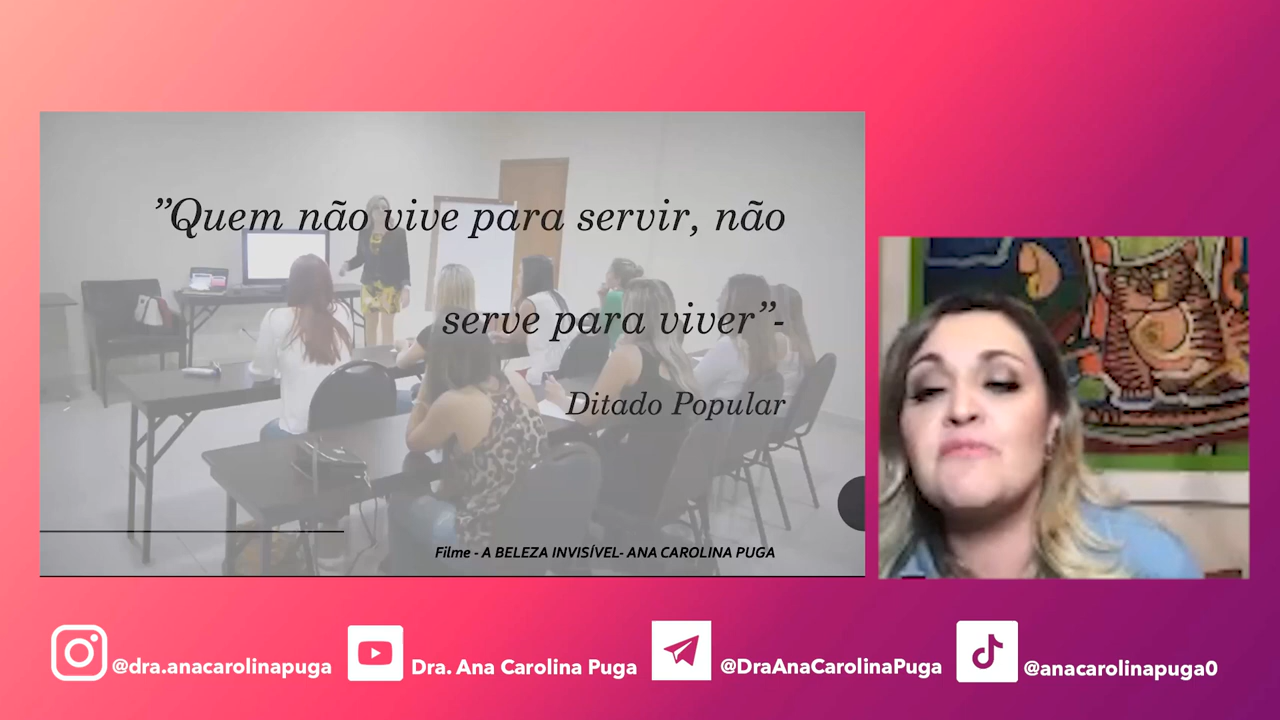 ”Quem não vive para servir, não
serve para viver”-
Ditado Popular
Filme - A BELEZA INVISÍVEL- ANA CAROLINA PUGA
@dra.anacarolinapuga
Dra. Ana Carolina Puga
@DraAnaCarolinaPuga
@anacarolinapuga0